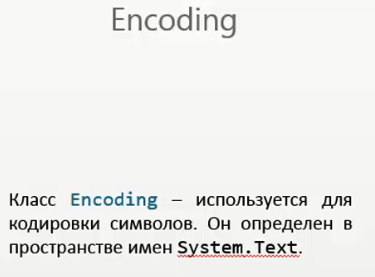 Encoding
Класс Encoding – используется для
кодировки символов. Он определен в
пространстве имен System.Text.